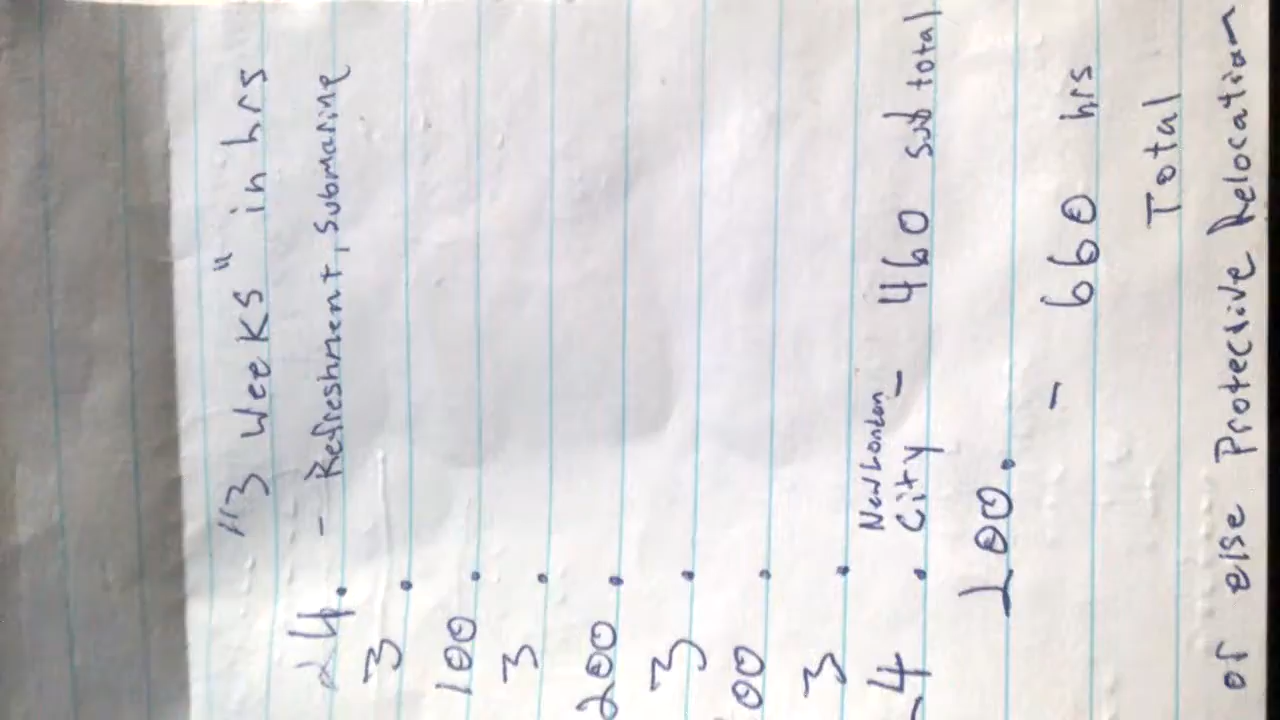 "3 Weeks" in hrs
24. - Refreshment, submarine
3.
100.
3.
200.
3.
00.
3.
4. New London City - 460 sub total
200.
- 660 hrs
Total
or else Protective Relocation